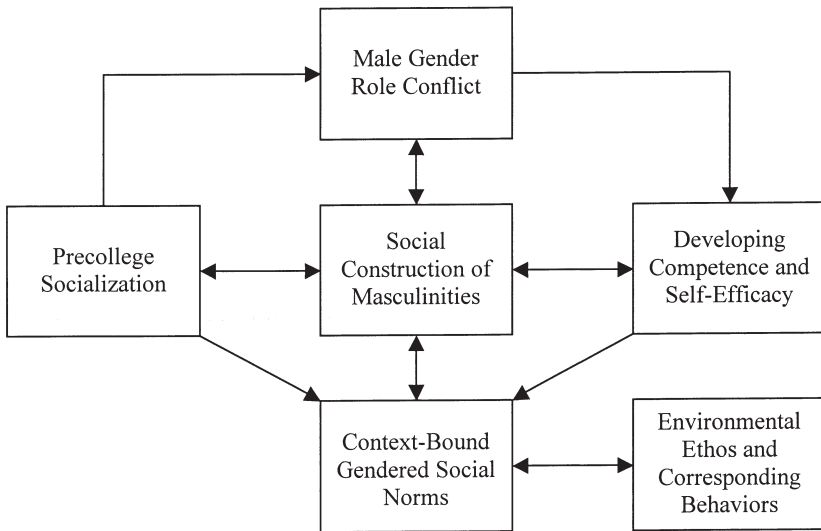 Male Gender
Role Conflict
Precollege
Socialization
Social
Construction of
Masculinities
Developing
Competence and
Self-Efficacy
Context-Bound
Gendered Social
Norms
Environmental
Ethos and
Corresponding
Behaviors